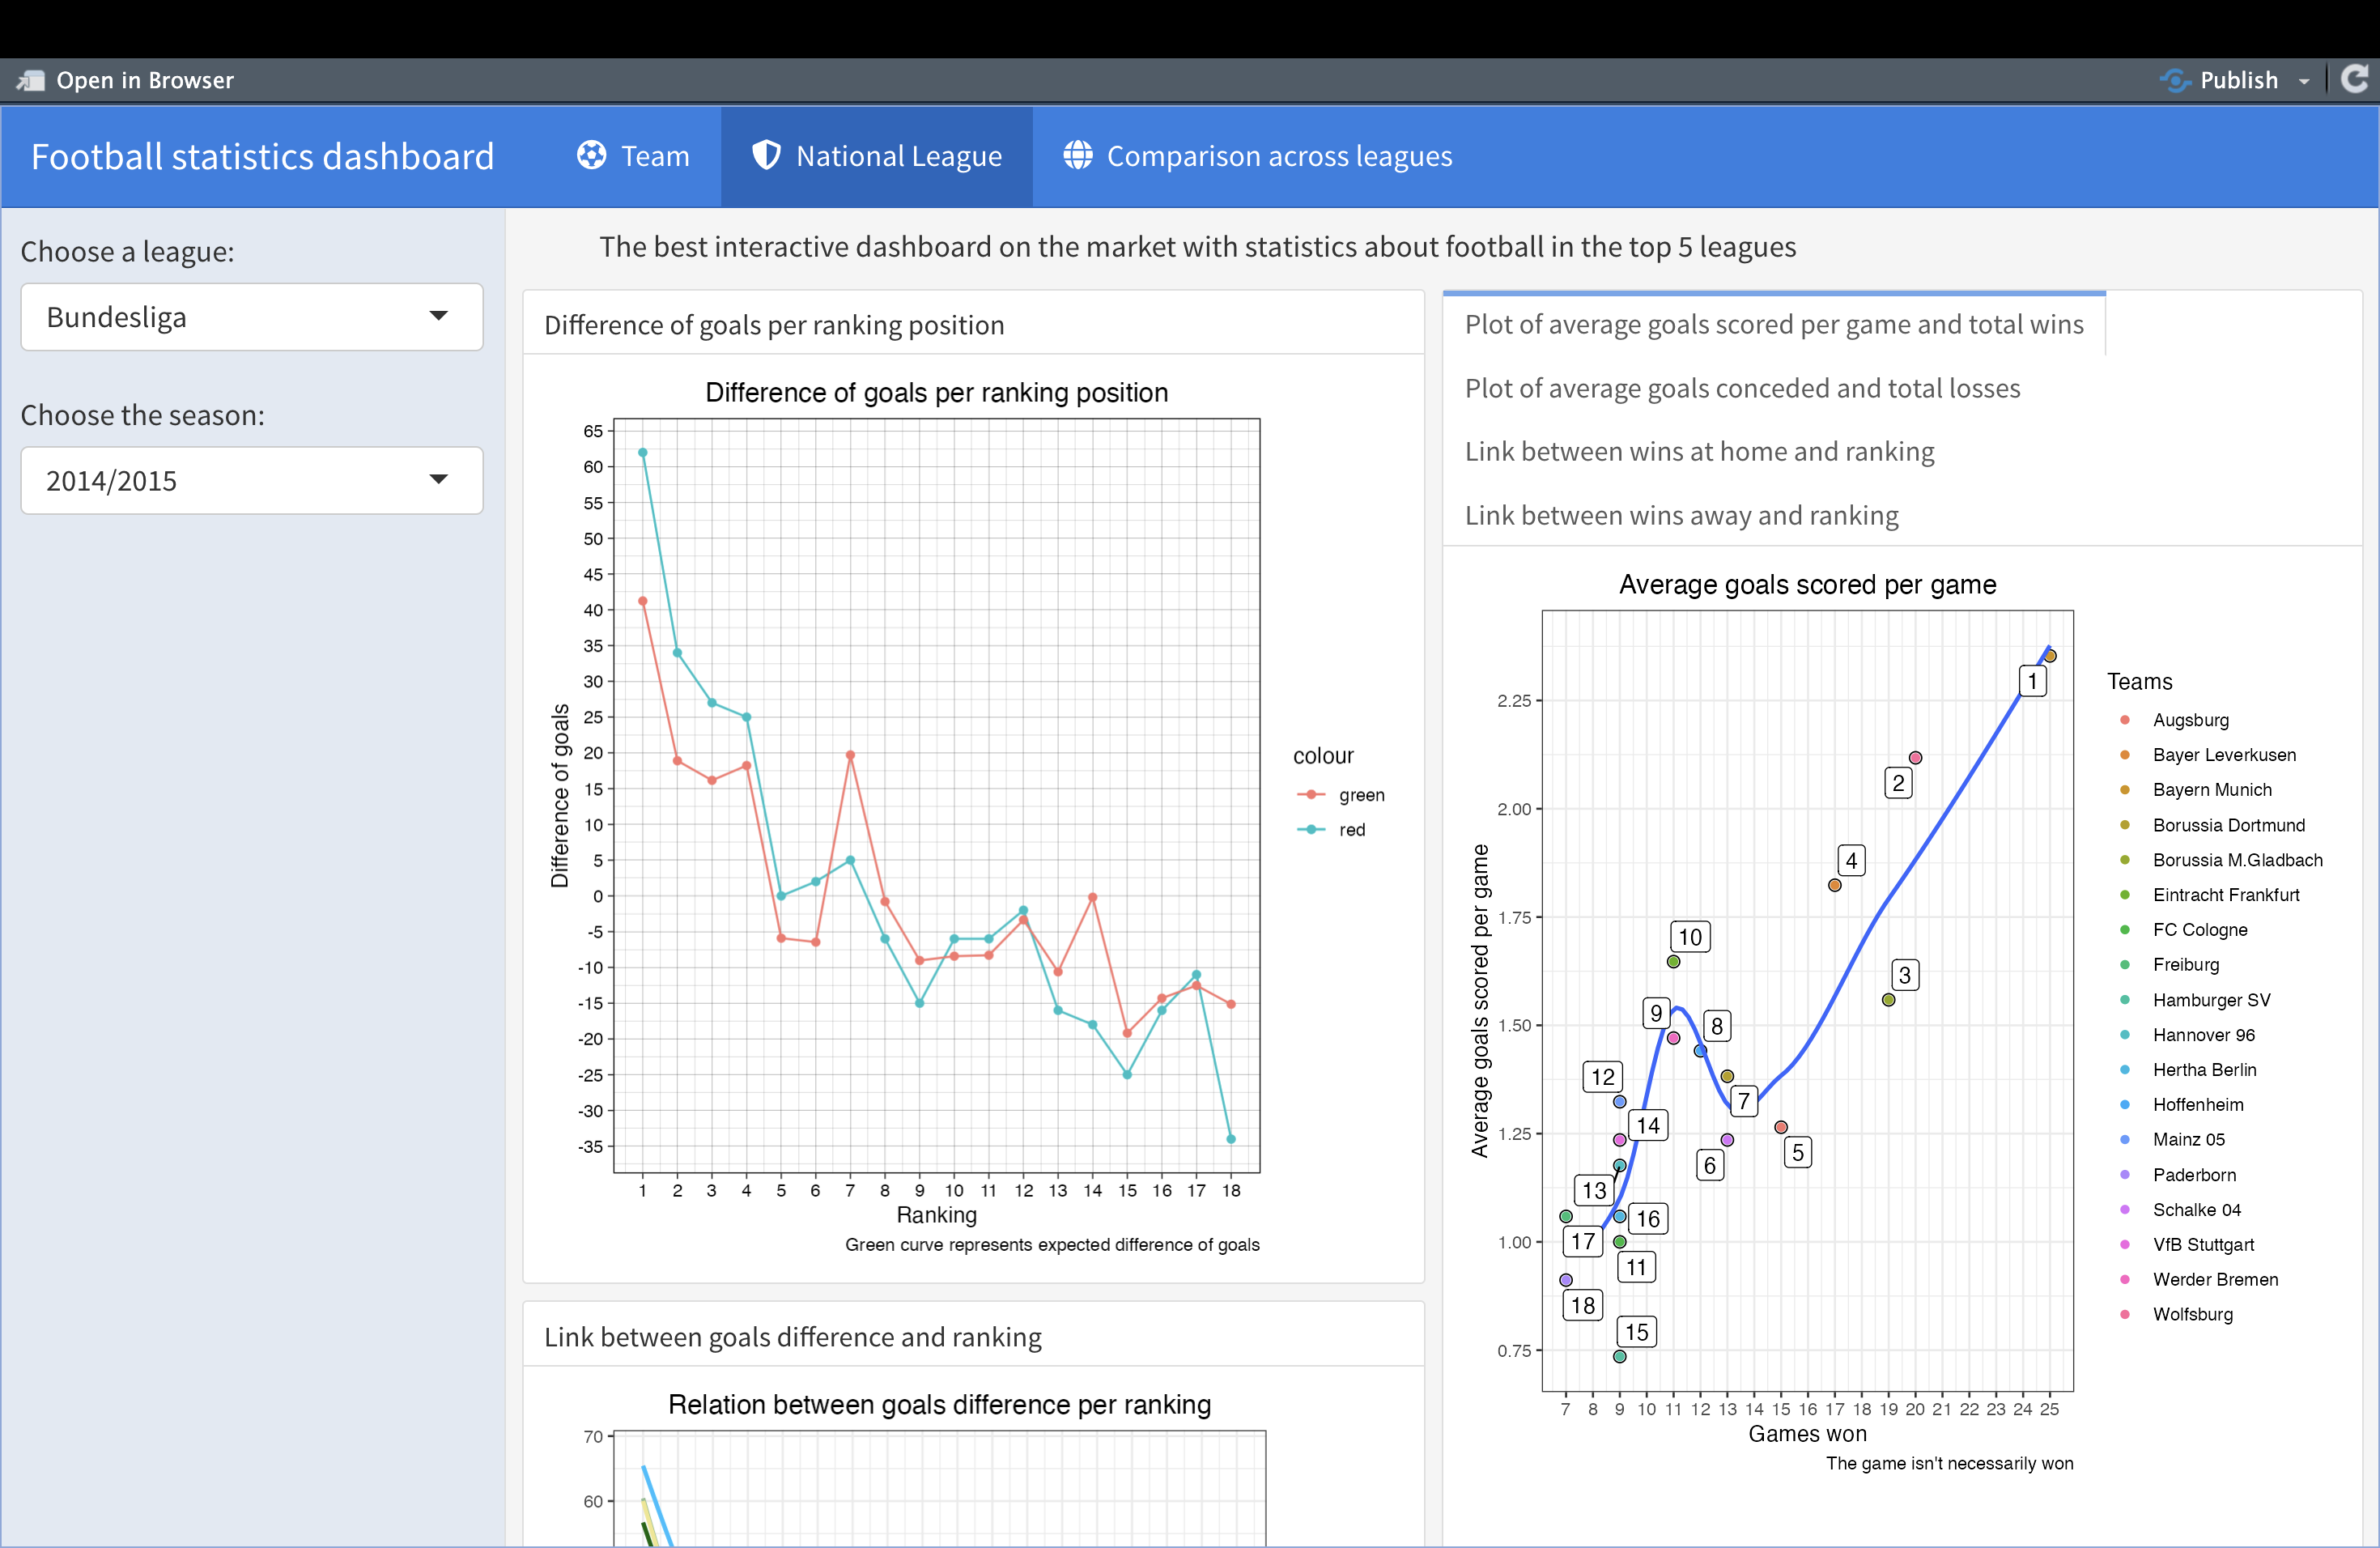 Open in Browser
Publish
Football statistics dashboard
Team
National League
Comparison across leagues
Choose a league:
Bundesliga
Choose the season:
2014/2015
The best interactive dashboard on the market with statistics about football in the top 5 leagues
Difference of goals per ranking position
Difference of goals per ranking position
65
60
55
50
45
40
35
30
25
20
15
10
5
0
-5
-10
-15
-20
-25
-30
-35
Difference of goals
1 2 3 4 5 6 7 8 9 10 11 12 13 14 15 16 17 18
Ranking
Green curve represents expected difference of goals
colour
green
red
Link between goals difference and ranking
Relation between goals difference per ranking
70
60
Plot of average goals scored per game and total wins
Plot of average goals conceded and total losses
Link between wins at home and ranking
Link between wins away and ranking
Average goals scored per game
2.25
2.00
1.75
1.50
1.25
1.00
0.75
Average goals scored per game
1
2
4
10
3
9
8
12
7
14
5
6
13
16
17
11
18
15
7 8 9 10 11 12 13 14 15 16 17 18 19 20 21 22 23 24 25
Games won
The game isn't necessarily won
Teams
Augsburg
Bayer Leverkusen
Bayern Munich
Borussia Dortmund
Borussia M.Gladbach
Eintracht Frankfurt
FC Cologne
Freiburg
Hamburger SV
Hannover 96
Hertha Berlin
Hoffenheim
Mainz 05
Paderborn
Schalke 04
VfB Stuttgart
Werder Bremen
Wolfsburg